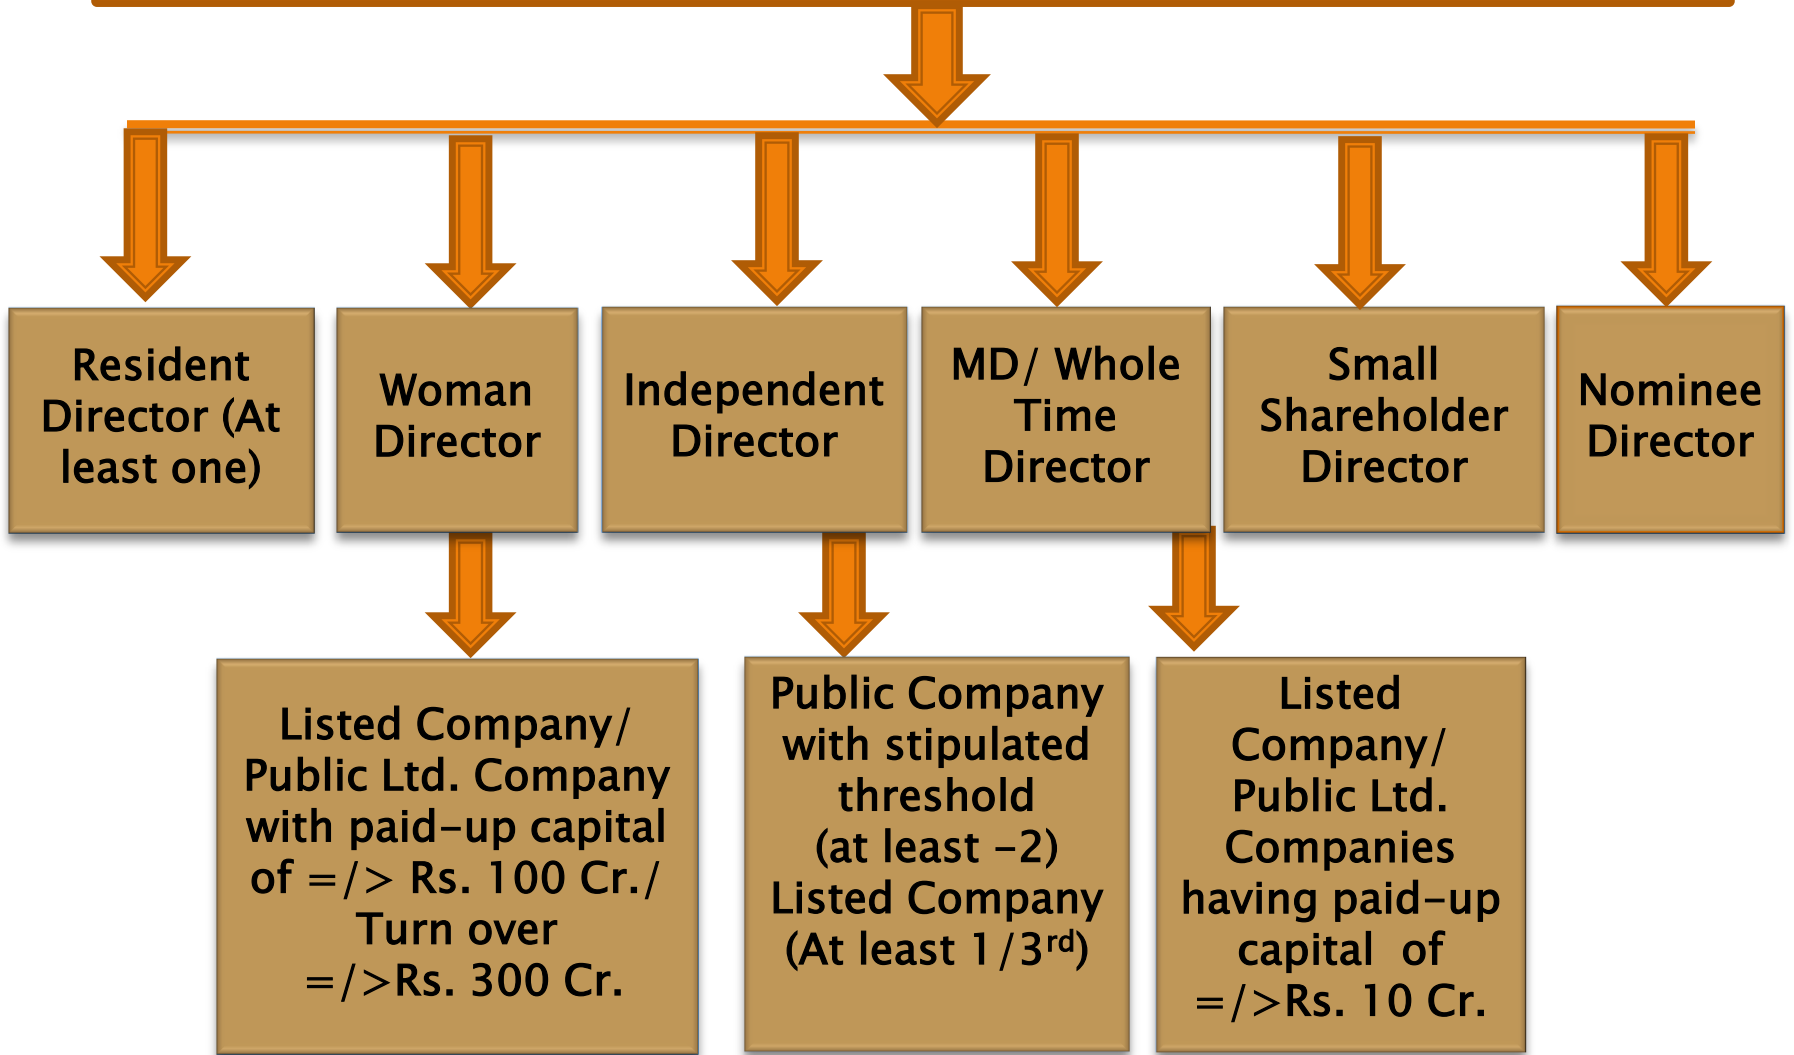 Resident
Director (At
least one)
Woman
Director
Independent
Director
MD/ Whole
Time
Director
Small
Shareholder
Director
Nominee
Director
Listed Company/
Public Ltd. Company
with paid-up capital
of =/> Rs. 100 Cr./
Turn over
=/>Rs. 300 Cr.
Public Company
with stipulated
threshold
(at least -2)
Listed Company
(At least 1/3rd)
Listed
Company/
Public Ltd.
Companies
having paid-up
capital of
=/>Rs. 10 Cr.